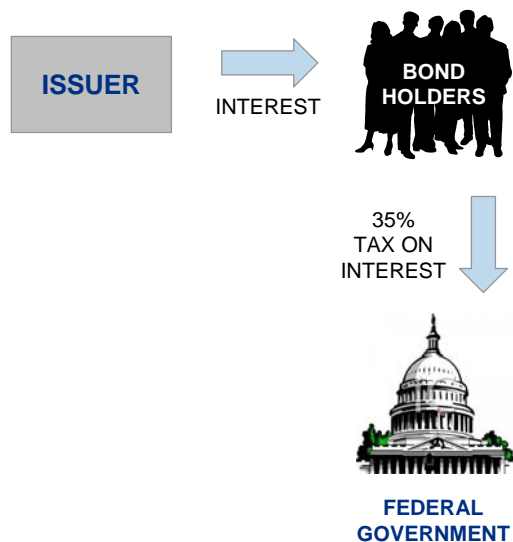 ISSUER
INTEREST
BOND
HOLDERS
35%
TAX ON
INTEREST
FEDERAL
GOVERNMENT